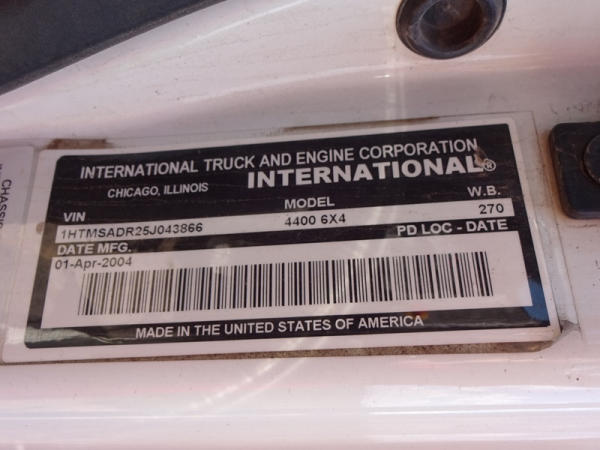 CHASSIS
INTERNATIONAL TRUCK AND ENGINE CORPORATION
CHICAGO, ILLINOIS INTERNATIONAL®
VIN MODEL W.B.
1HTMSADR25J043866 4400 6X4 270
DATE MFG. PD LOC - DATE
01-Apr-2004
MADE IN THE UNITED STATES OF AMERICA